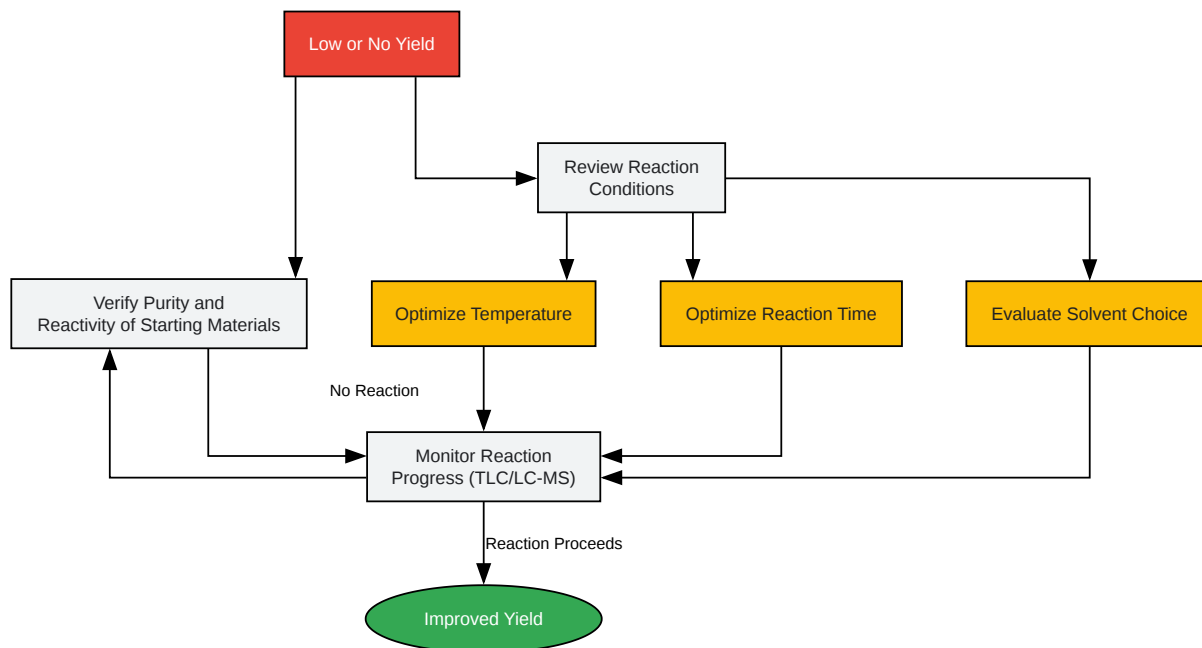 Low or No Yield
Review Reaction
Conditions
Verify Purity and
Reactivity of Starting Materials
Optimize Temperature
Optimize Reaction Time
Evaluate Solvent Choice
No Reaction
Monitor Reaction
Progress (TLC/LC-MS)
Reaction Proceeds
Improved Yield